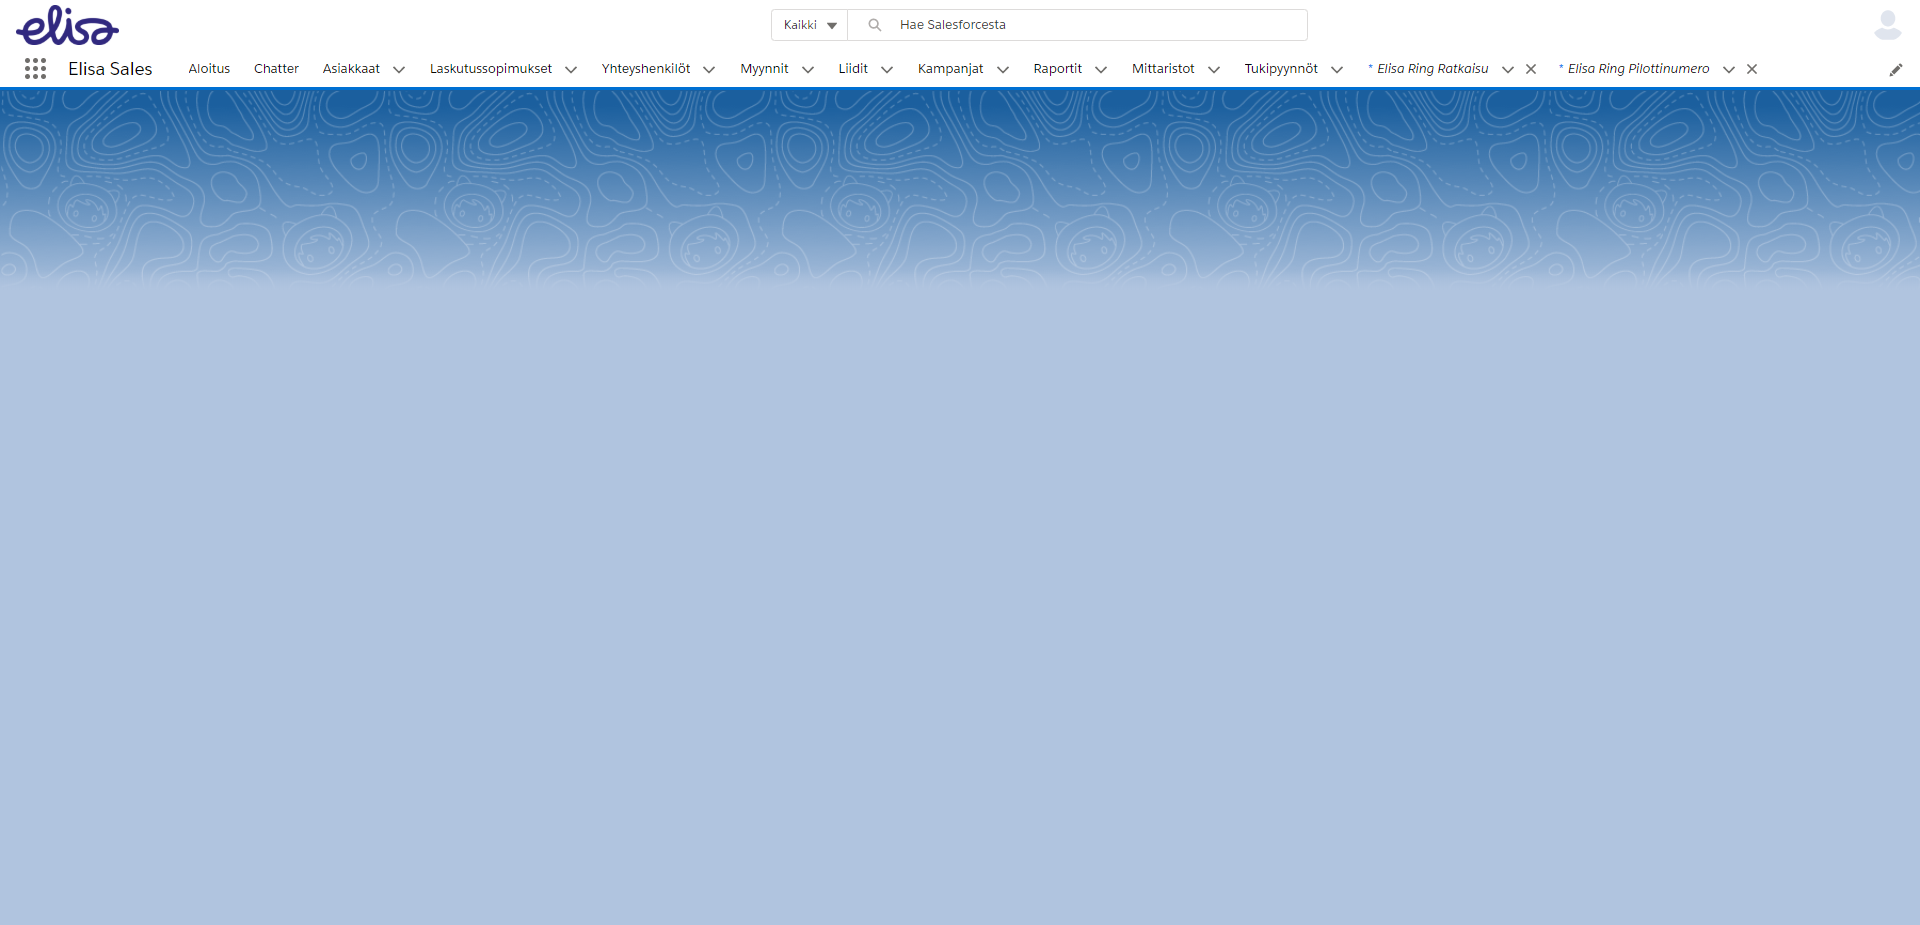 elisa
Kaikki Hae Salesforcesta
Elisa Sales Aloitus Chatter Asiakkaat Laskutussopimukset Yhteyshenkilöt Myynnit Liidit Kampanjat Raportit Mittaristot Tukipyynnöt * Elisa Ring Ratkaisu * Elisa Ring Pilottinumero